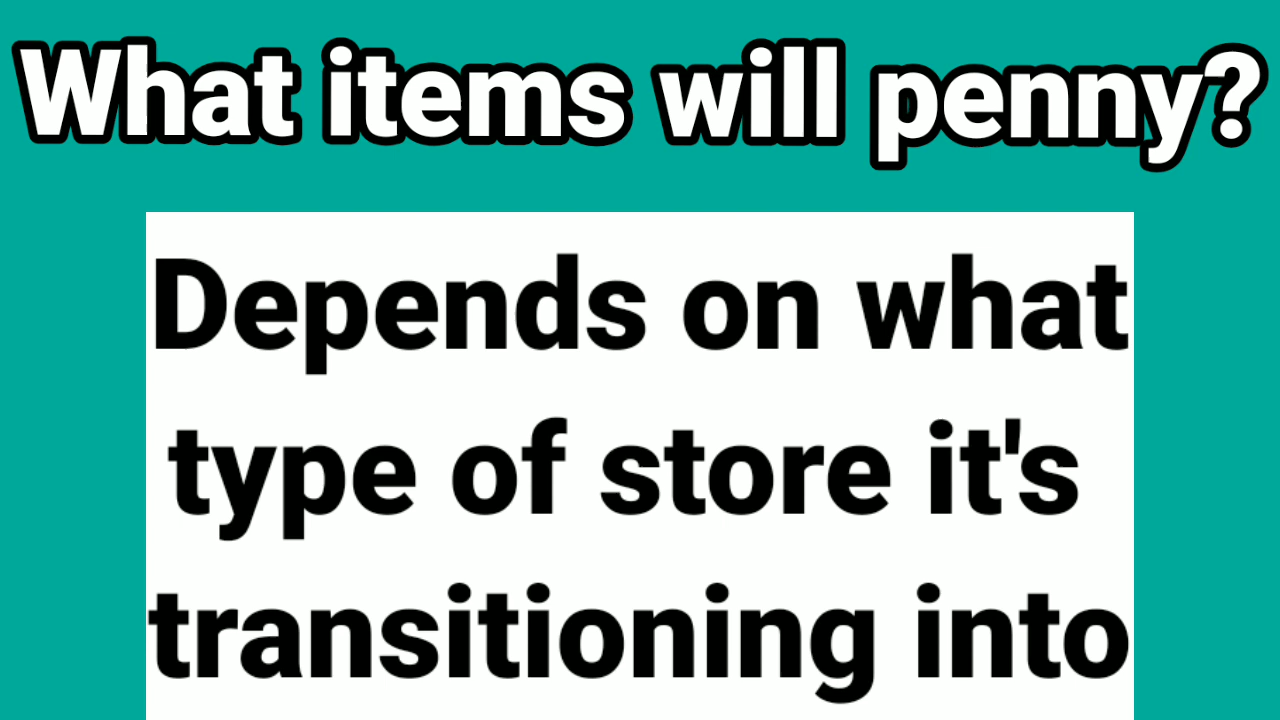 What items will penny?
Depends on what
type of store it's
transitioning into